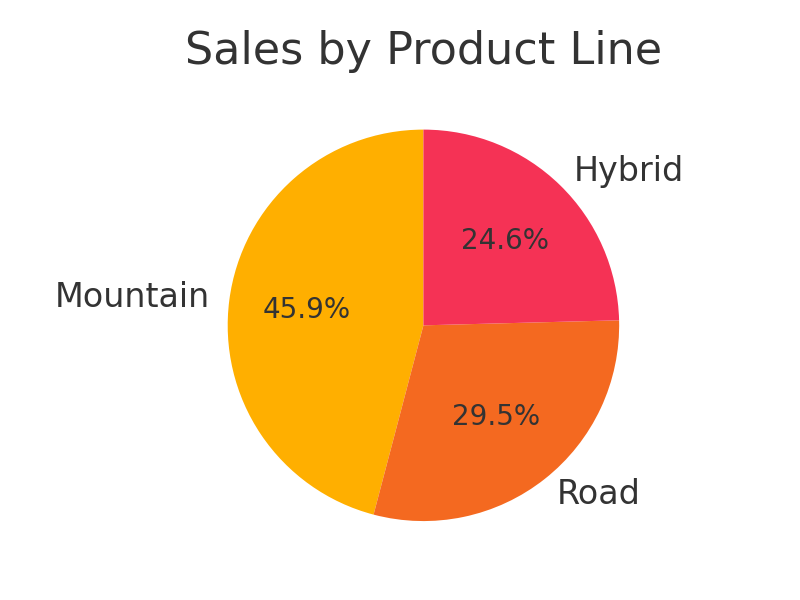 Sales by Product Line
Hybrid
24.6%
Mountain
45.9%
29.5%
Road